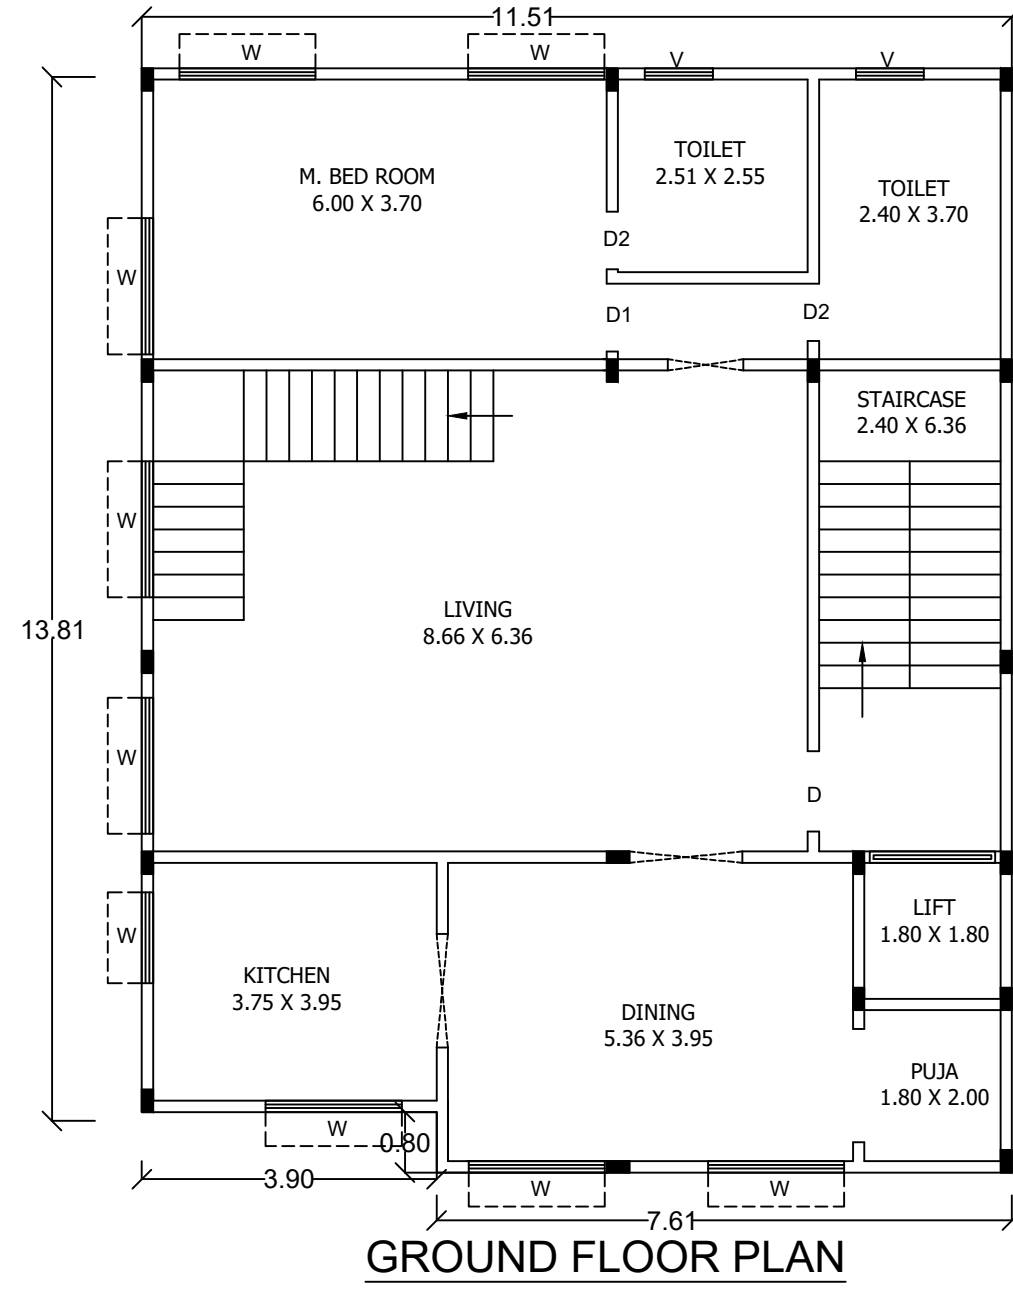 11.51
W
W
V
V
M. BED ROOM
6.00 X 3.70
TOILET
2.51 X 2.55
TOILET
2.40 X 3.70
D2
W
D1
D2
STAIRCASE
2.40 X 6.36
W
LIVING
8.66 X 6.36
13.81
W
D
W
LIFT
1.80 X 1.80
KITCHEN
3.75 X 3.95
DINING
5.36 X 3.95
PUJA
1.80 X 2.00
W
0.80
3.90
W
W
7.61
GROUND FLOOR PLAN